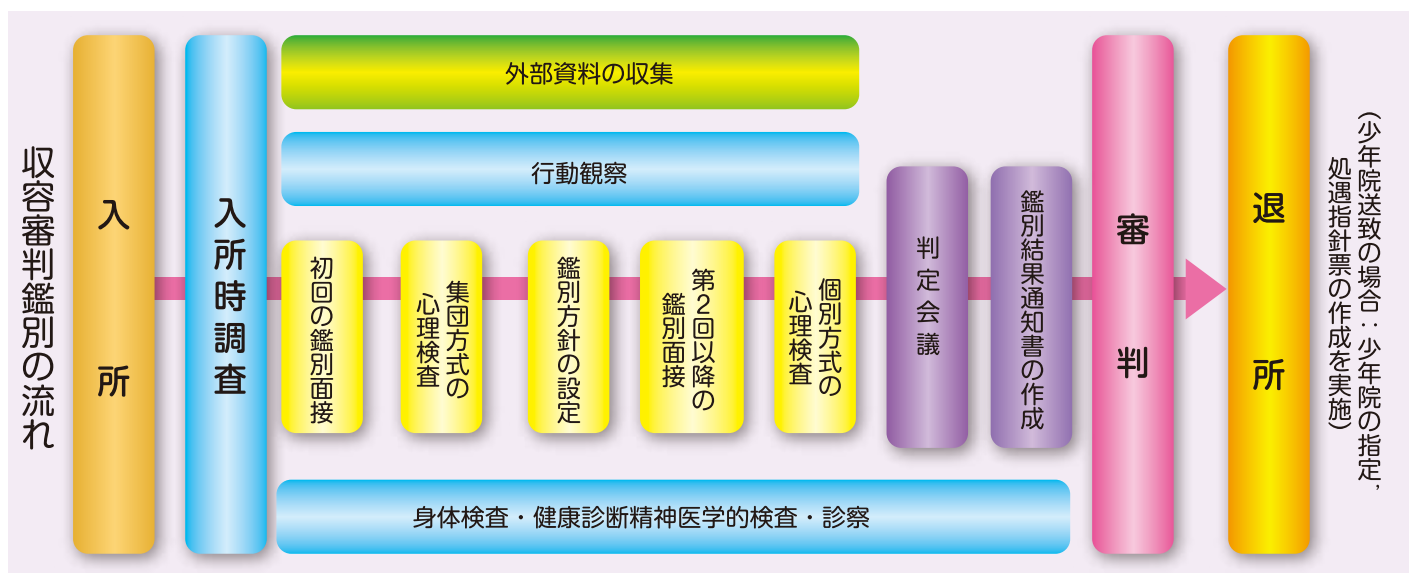 収容審判鑑別の流れ
入所
入所時調査
外部資料の収集
行動観察
初回の鑑別面接
集団方式の
心理検査
鑑別方針の設定
第2回以降の
鑑別面接
個別方式の
心理検査
判定会議
鑑別結果通知書の作成
身体検査・健康診断精神医学的検査・診察
審判
退所
（少年院送致の場合：少年院の指定，
処遇指針票の作成を実施）